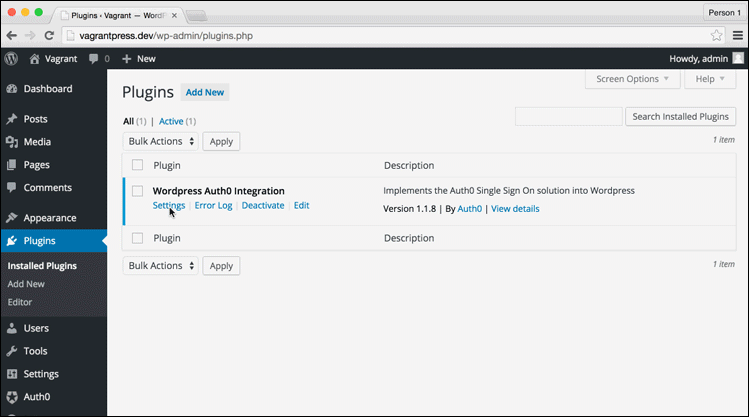 Plugins ‹ Vagrant — WordP
Person 1
vagrantpress.dev/wp-admin/plugins.php
Vagrant 0 + New
Howdy, admin
Dashboard
Posts
Media
Pages
Comments
Appearance
Plugins
Installed Plugins
Add New
Editor
Users
Tools
Settings
Auth0
Screen Options
Help
Plugins Add New
All (1) | Active (1)
Search Installed Plugins
Bulk Actions Apply
1 item
Plugin Description
Wordpress Auth0 Integration
Settings | Error Log | Deactivate | Edit
Implements the Auth0 Single Sign On solution into Wordpress
Version 1.1.8 | By Auth0 | View details
Plugin Description
Bulk Actions Apply
1 item